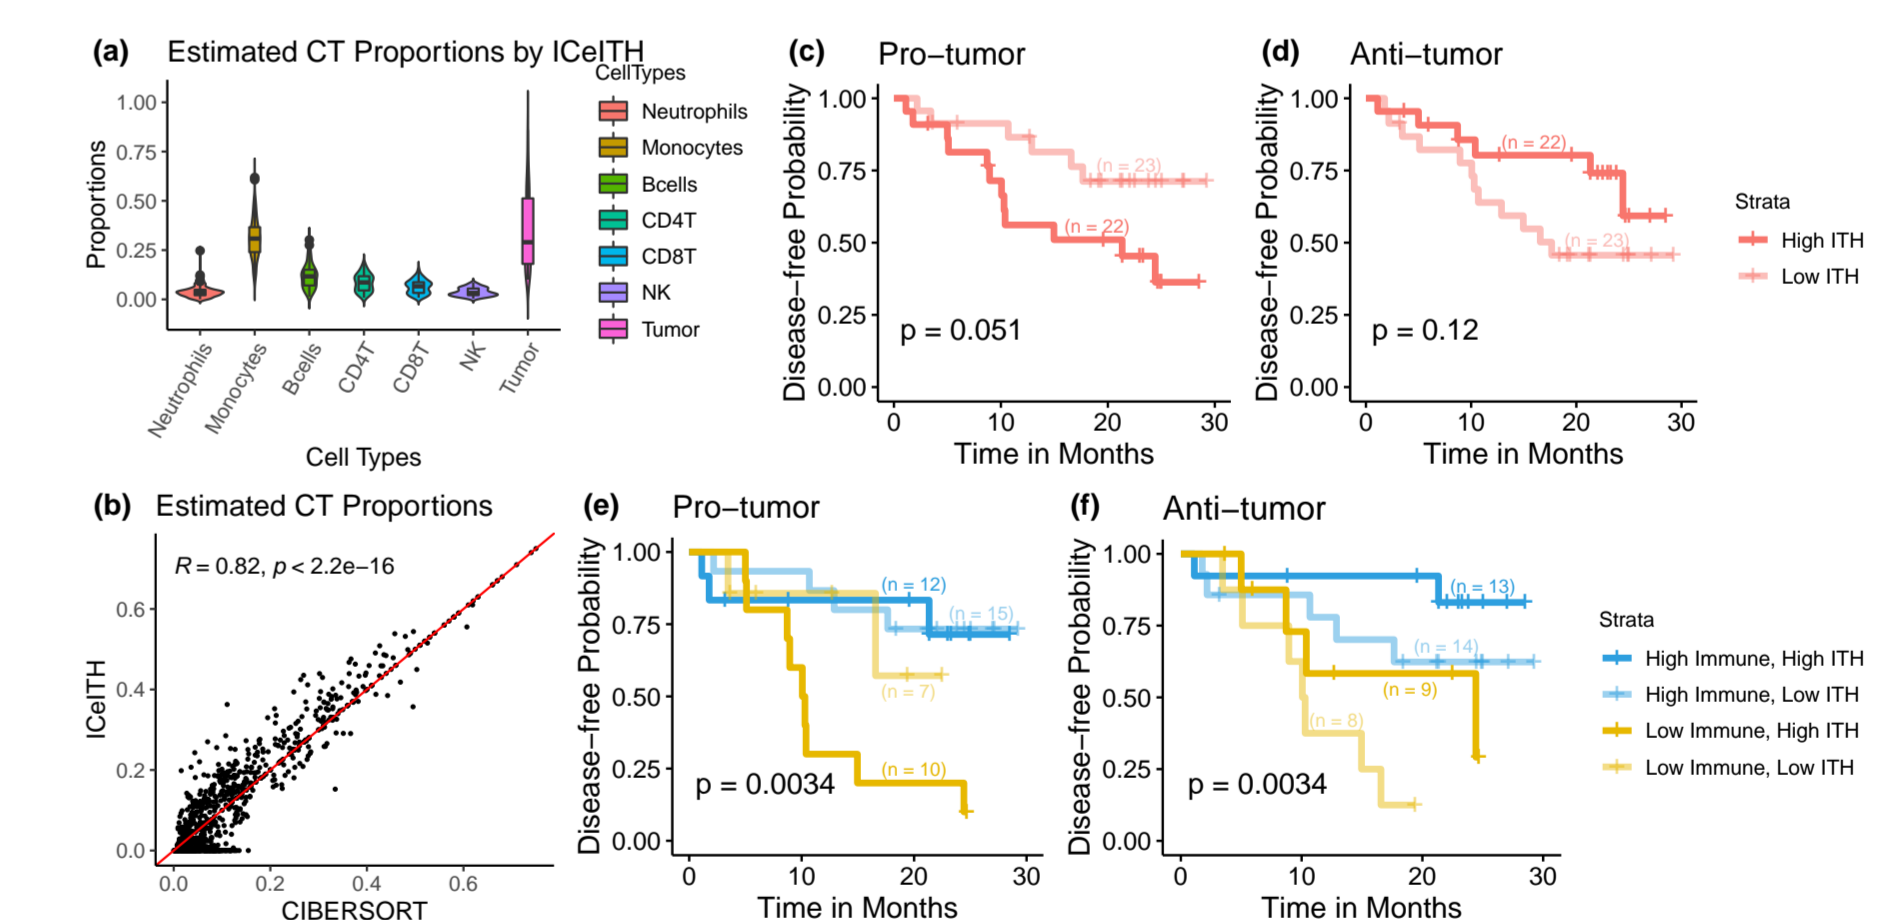 (a) Estimated CT Proportions by ICeITH
Proportions
1.00
0.75
0.50
0.25
0.00
Neutrophils
Monocytes
Bcells
CD4T
CD8T
NK
Tumor
Cell Types
CellTypes
Neutrophils
Monocytes
Bcells
CD4T
CD8T
NK
Tumor
(c) Pro−tumor
Disease−free Probability
1.00
0.75
0.50
0.25
0.00
(n = 23)
(n = 22)
p = 0.051
0 10 20 30
Time in Months
(d) Anti−tumor
Disease−free Probability
1.00
0.75
0.50
0.25
0.00
(n = 22)
(n = 23)
p = 0.12
0 10 20 30
Time in Months
Strata
High ITH
Low ITH
(b) Estimated CT Proportions
R = 0.82, p < 2.2e−16
ICeITH
0.6
0.4
0.2
0.0
0.0 0.2 0.4 0.6
CIBERSORT
(e) Pro−tumor
Disease−free Probability
1.00
0.75
0.50
0.25
0.00
(n = 12)
(n = 15)
(n = 7)
(n = 10)
p = 0.0034
0 10 20 30
Time in Months
(f) Anti−tumor
Disease−free Probability
1.00
0.75
0.50
0.25
0.00
(n = 13)
(n = 14)
(n = 9)
(n = 8)
p = 0.0034
0 10 20 30
Time in Months
Strata
High Immune, High ITH
High Immune, Low ITH
Low Immune, High ITH
Low Immune, Low ITH